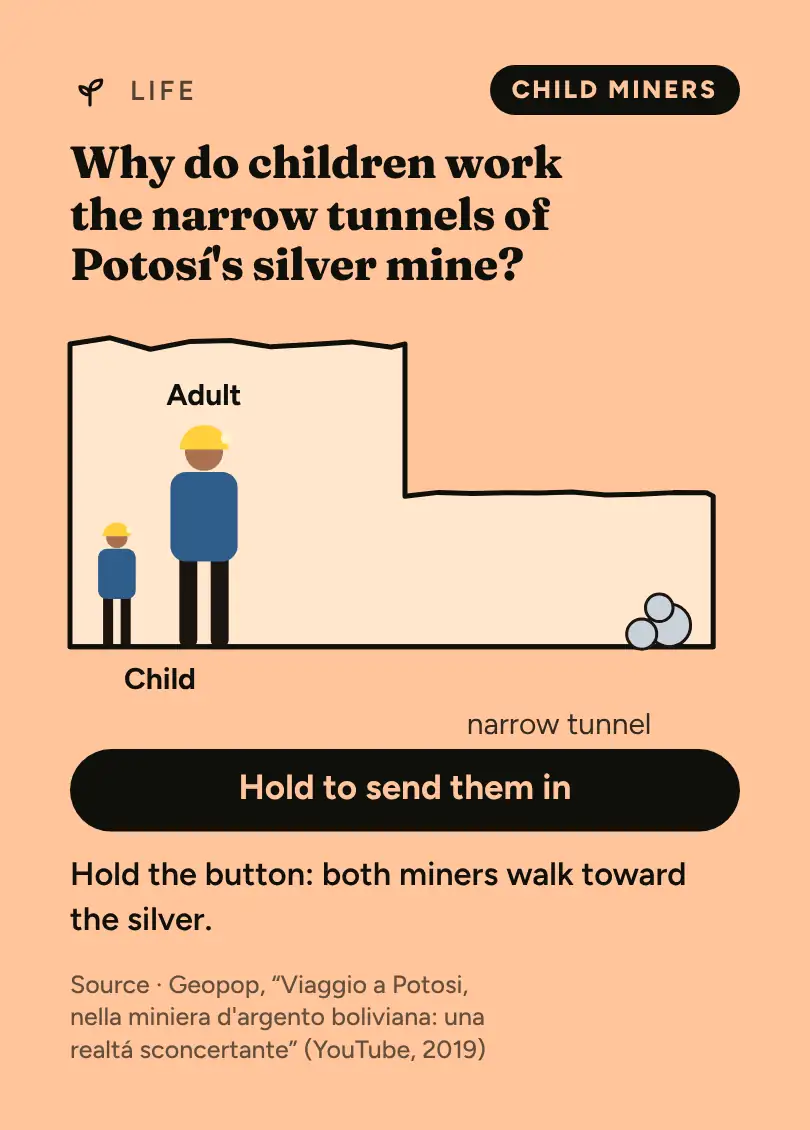 LIFE
CHILD MINERS
Why do children work
the narrow tunnels of
Potosí's silver mine?
Adult
Child
narrow tunnel
Hold to send them in
Hold the button: both miners walk toward
the silver.
Source · Geopop, “Viaggio a Potosi,
nella miniera d'argento boliviana: una
realtá sconcertante” (YouTube, 2019)